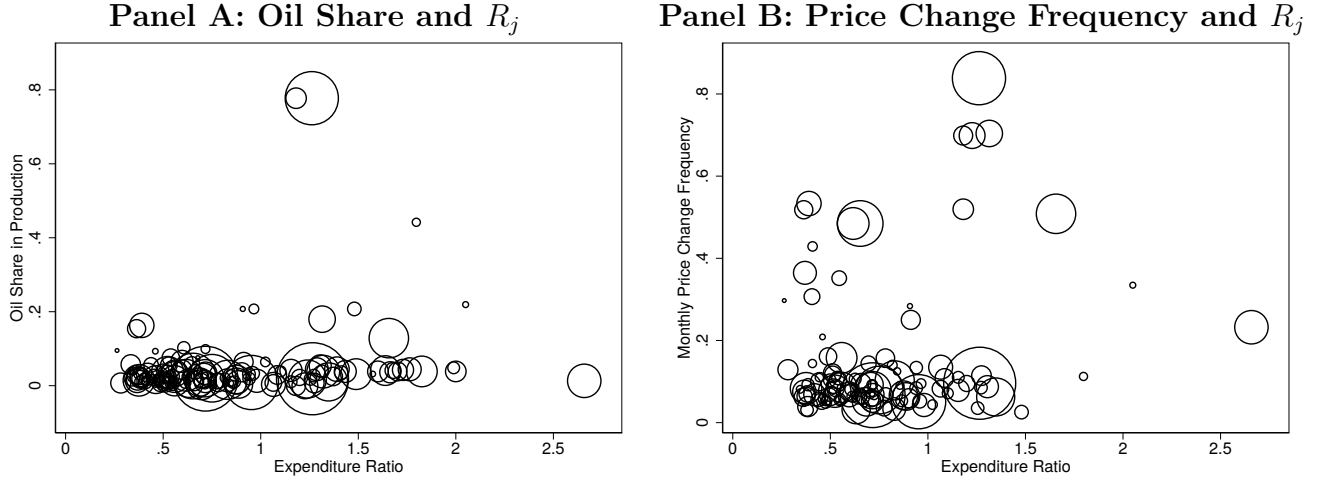 Panel A: Oil Share and R_j
Oil Share in Production
.8
.6
.4
.2
0
0 .5 1 1.5 2 2.5
Expenditure Ratio
Panel B: Price Change Frequency and R_j
Monthly Price Change Frequency
.8
.6
.4
.2
0
0 .5 1 1.5 2 2.5
Expenditure Ratio